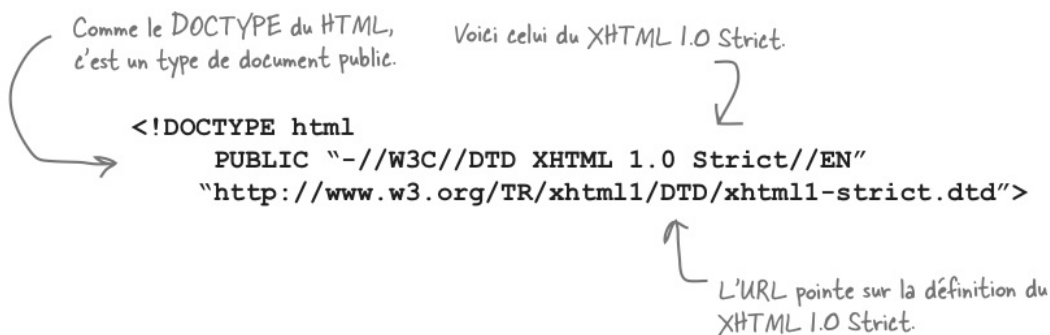 Comme le DOCTYPE du HTML,
c'est un type de document public.
Voici celui du XHTML 1.0 Strict.
<!DOCTYPE html
PUBLIC “-//W3C//DTD XHTML 1.0 Strict//EN”
“http://www.w3.org/TR/xhtml1/DTD/xhtml1-strict.dtd”>
L'URL pointe sur la définition du
XHTML 1.0 Strict.